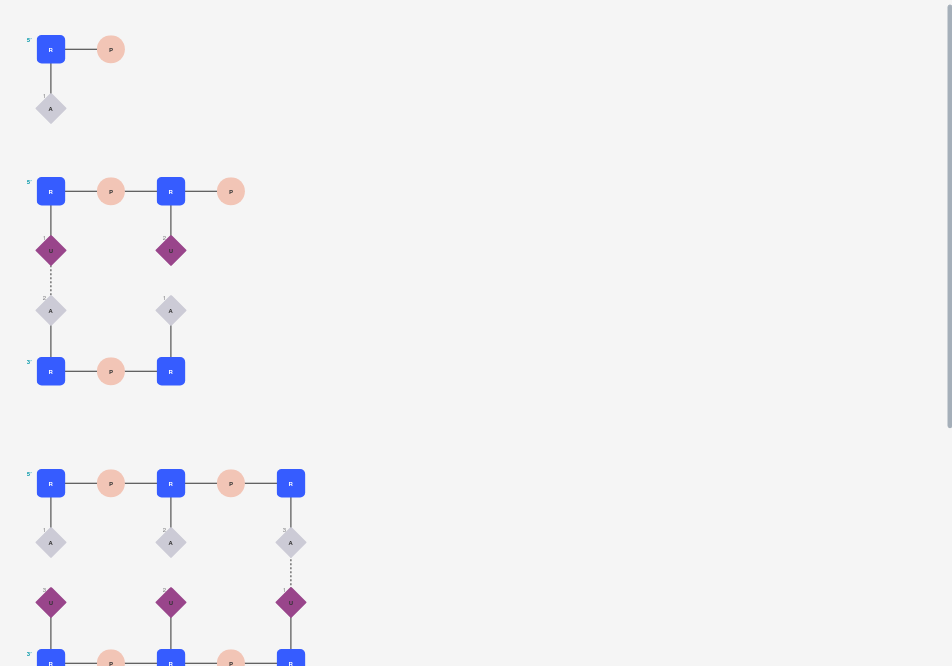 5' R P
1
A
5' R P R P
1 2
U U
2 1
A A
3' R P R
5' R P R P R
1 2 3
A A A
3 2 1
U U U
3' R P R P R